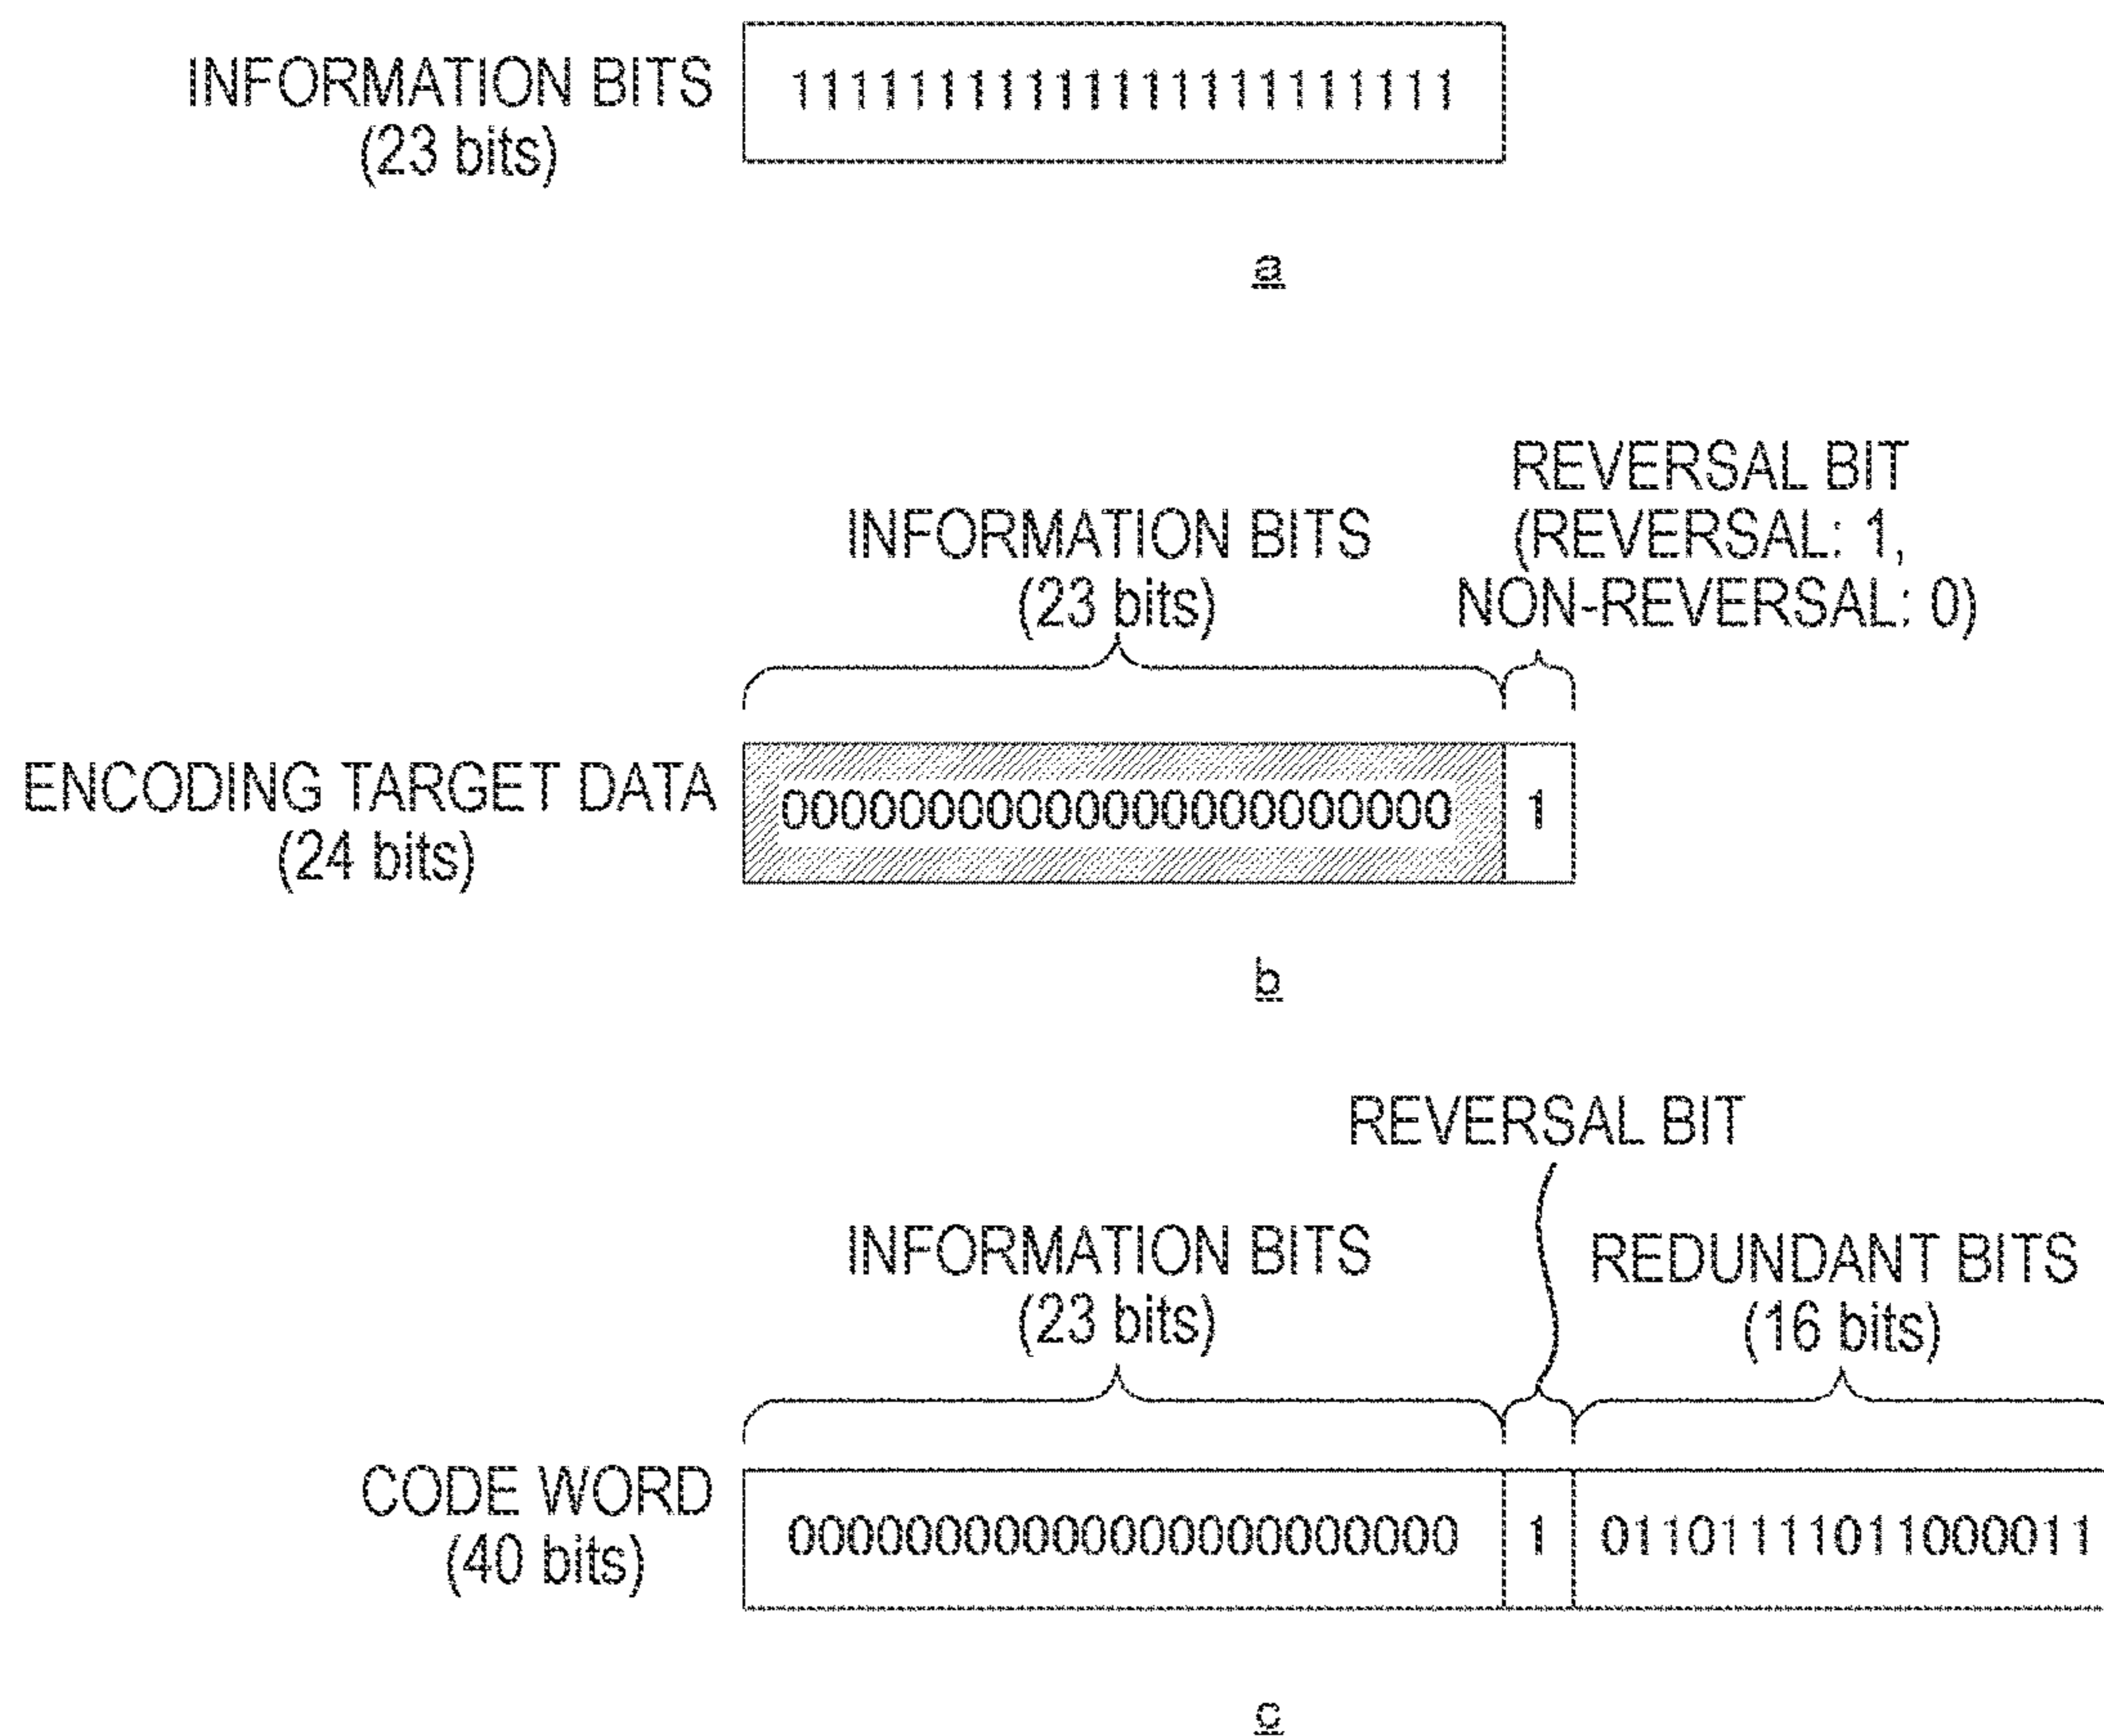 INFORMATION BITS
(23 bits)
11111111111111111111111
a
REVERSAL BIT
(REVERSAL: 1,
NON-REVERSAL: 0)
INFORMATION BITS
(23 bits)
ENCODING TARGET DATA
(24 bits)
00000000000000000000000 1
b
REVERSAL BIT
INFORMATION BITS
(23 bits)
REDUNDANT BITS
(16 bits)
CODE WORD
(40 bits)
00000000000000000000000 1 0110111101100011
c